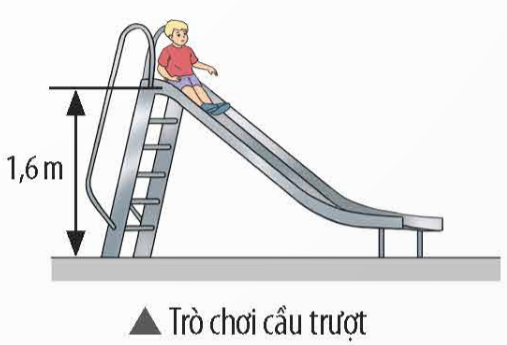 1,6 m
▲ Trò chơi cầu trượt